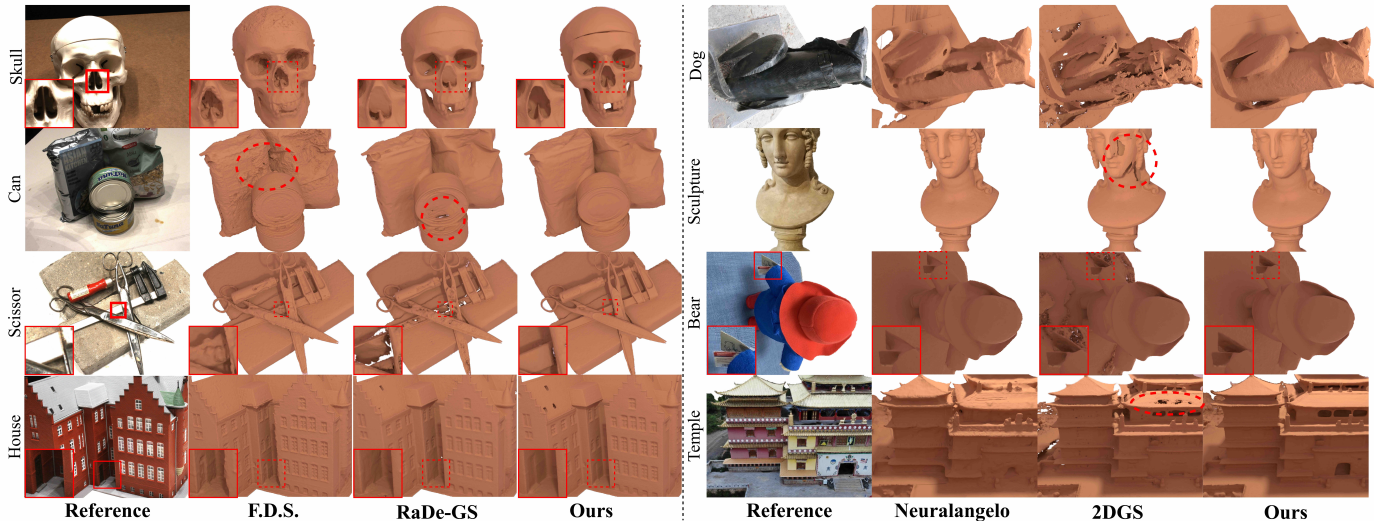 Skull
Can
Scissor
House
Reference
F.D.S.
RaDe-GS
Ours
Dog
Sculpture
Bear
Temple
Reference
Neuralangelo
2DGS
Ours